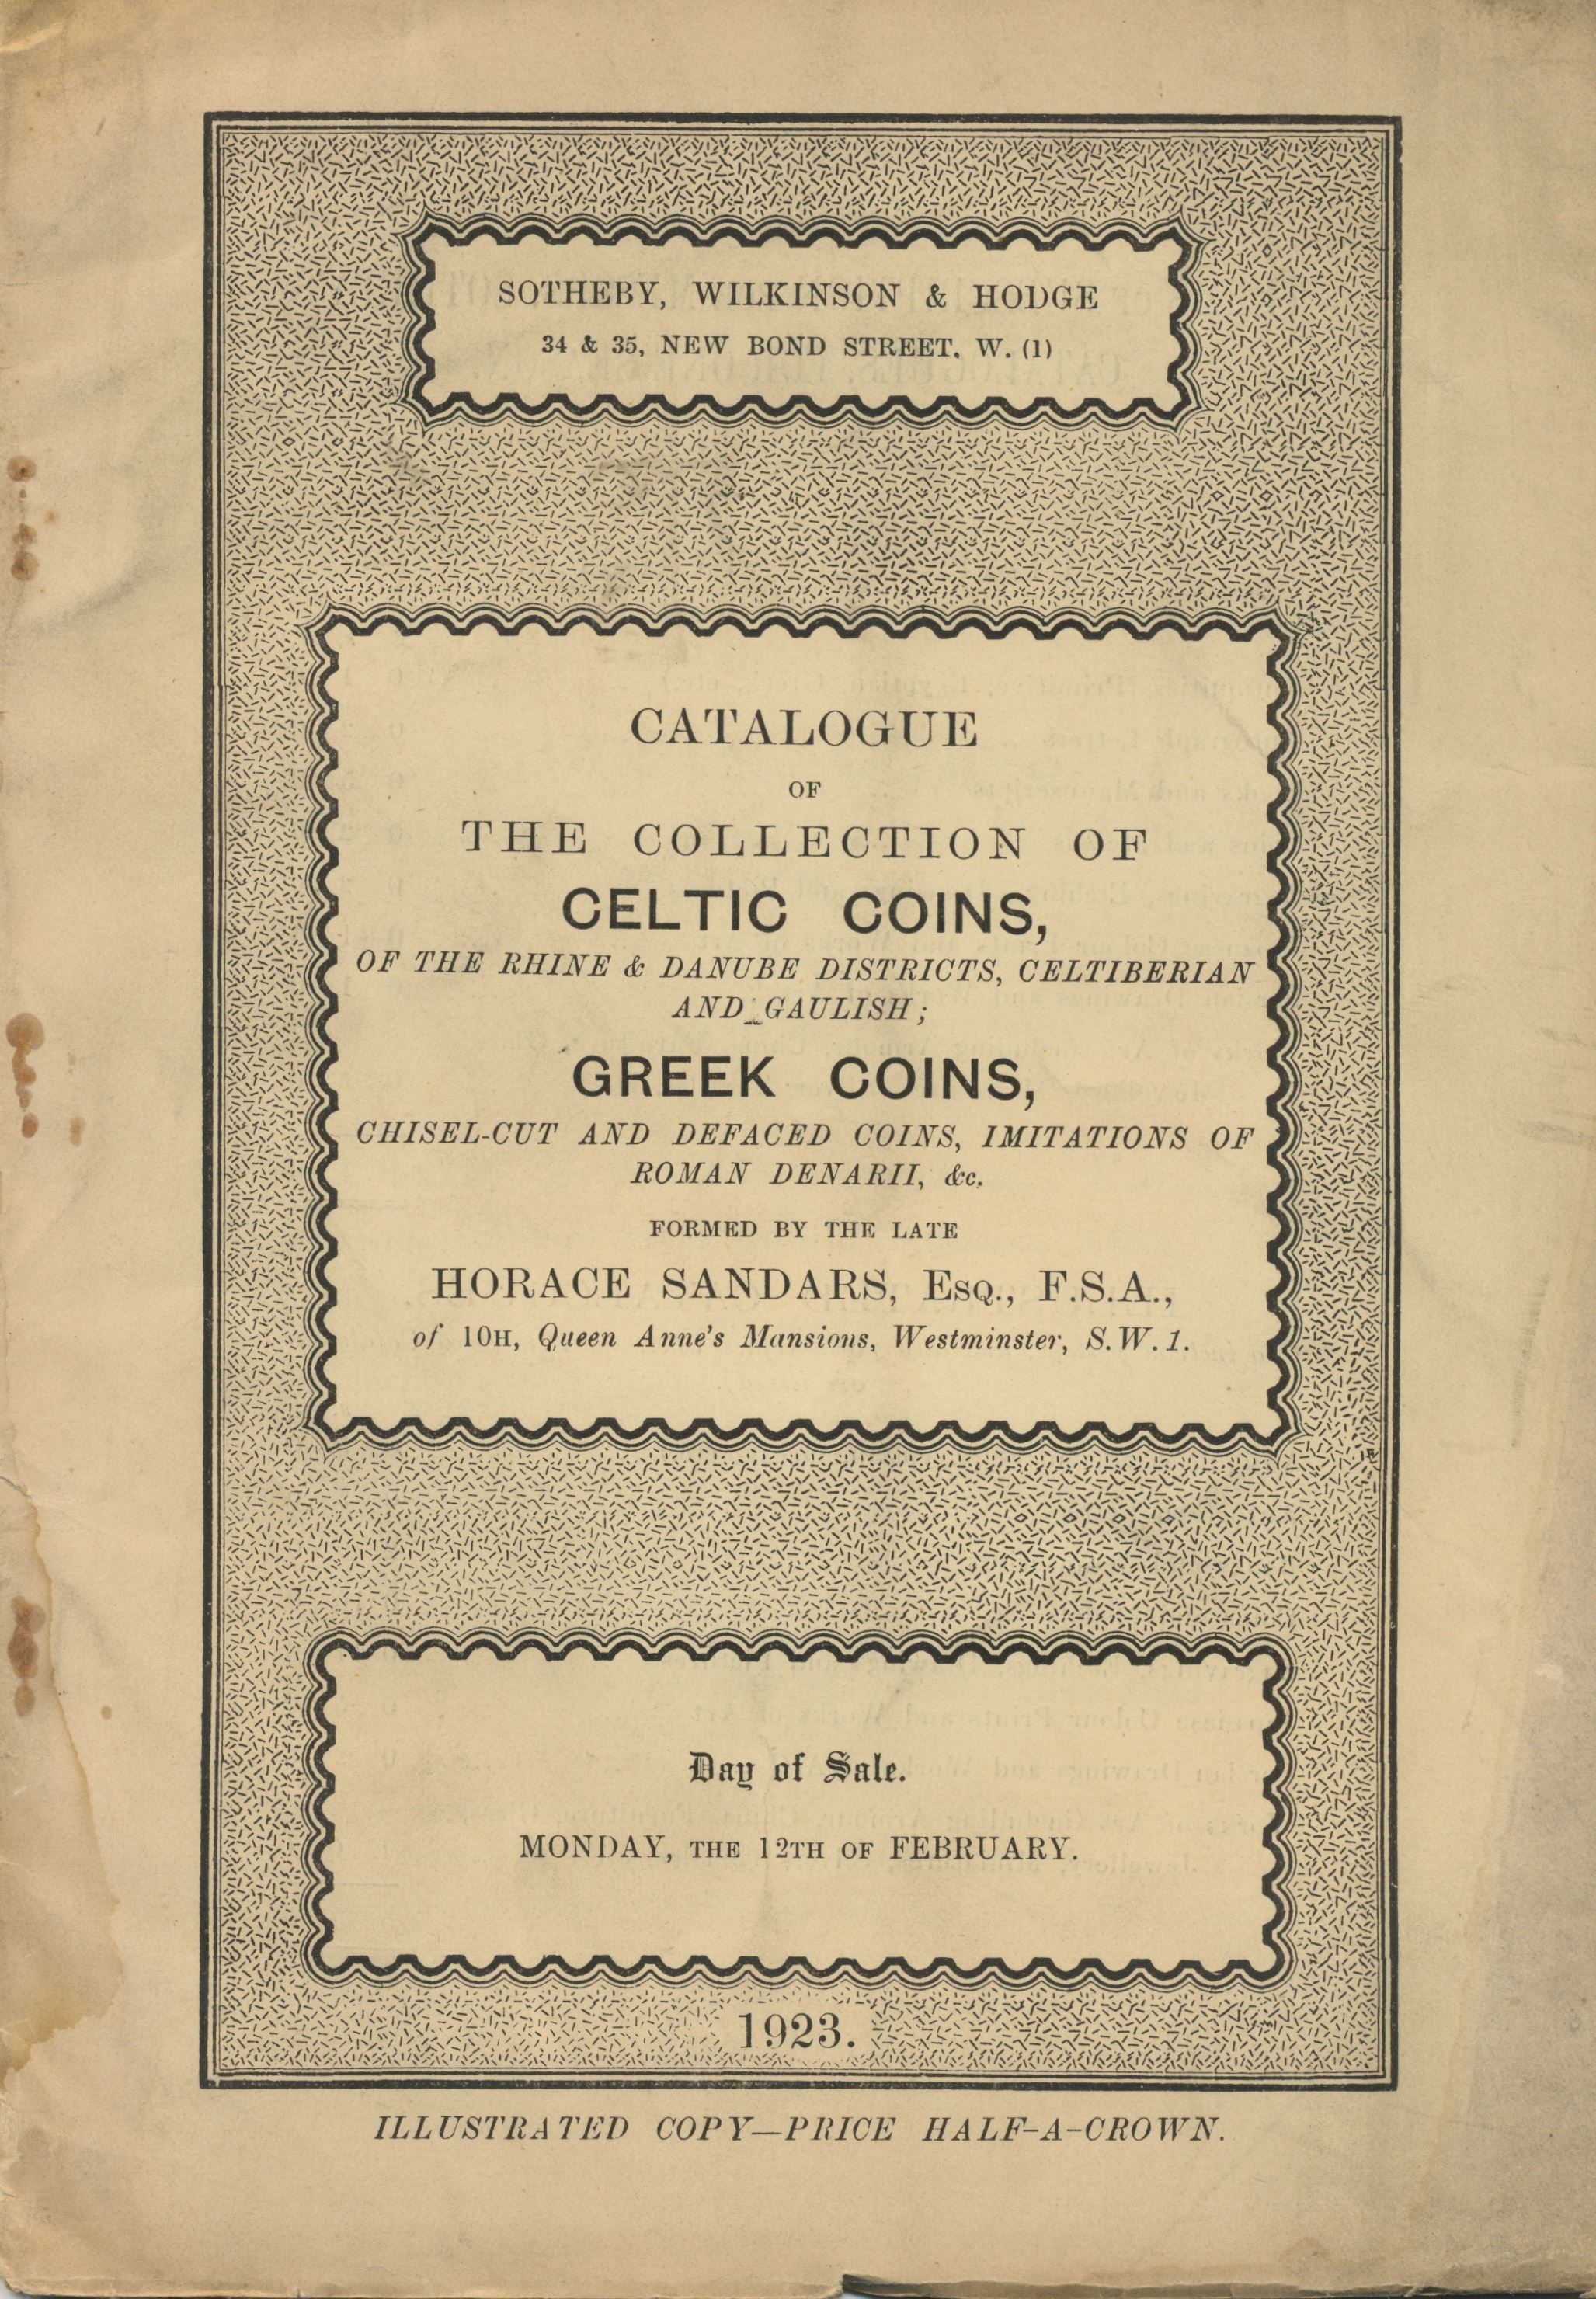 SOTHEBY, WILKINSON & HODGE
34 & 35, NEW BOND STREET. W. (1)
CATALOGUE
OF
THE COLLECTION OF
CELTIC COINS,
OF THE RHINE & DANUBE DISTRICTS, CELTIBERIAN
AND GAULISH;
GREEK COINS,
CHISEL-CUT AND DEFACED COINS, IMITATIONS OF
ROMAN DENARII, &c.
FORMED BY THE LATE
HORACE SANDARS, ESQ., F.S.A.,
of 10H, Queen Anne's Mansions, Westminster, S.W.1.
Day of Sale.
MONDAY, THE 12TH OF FEBRUARY.
1923.
ILLUSTRATED COPY—PRICE HALF-A-CROWN.